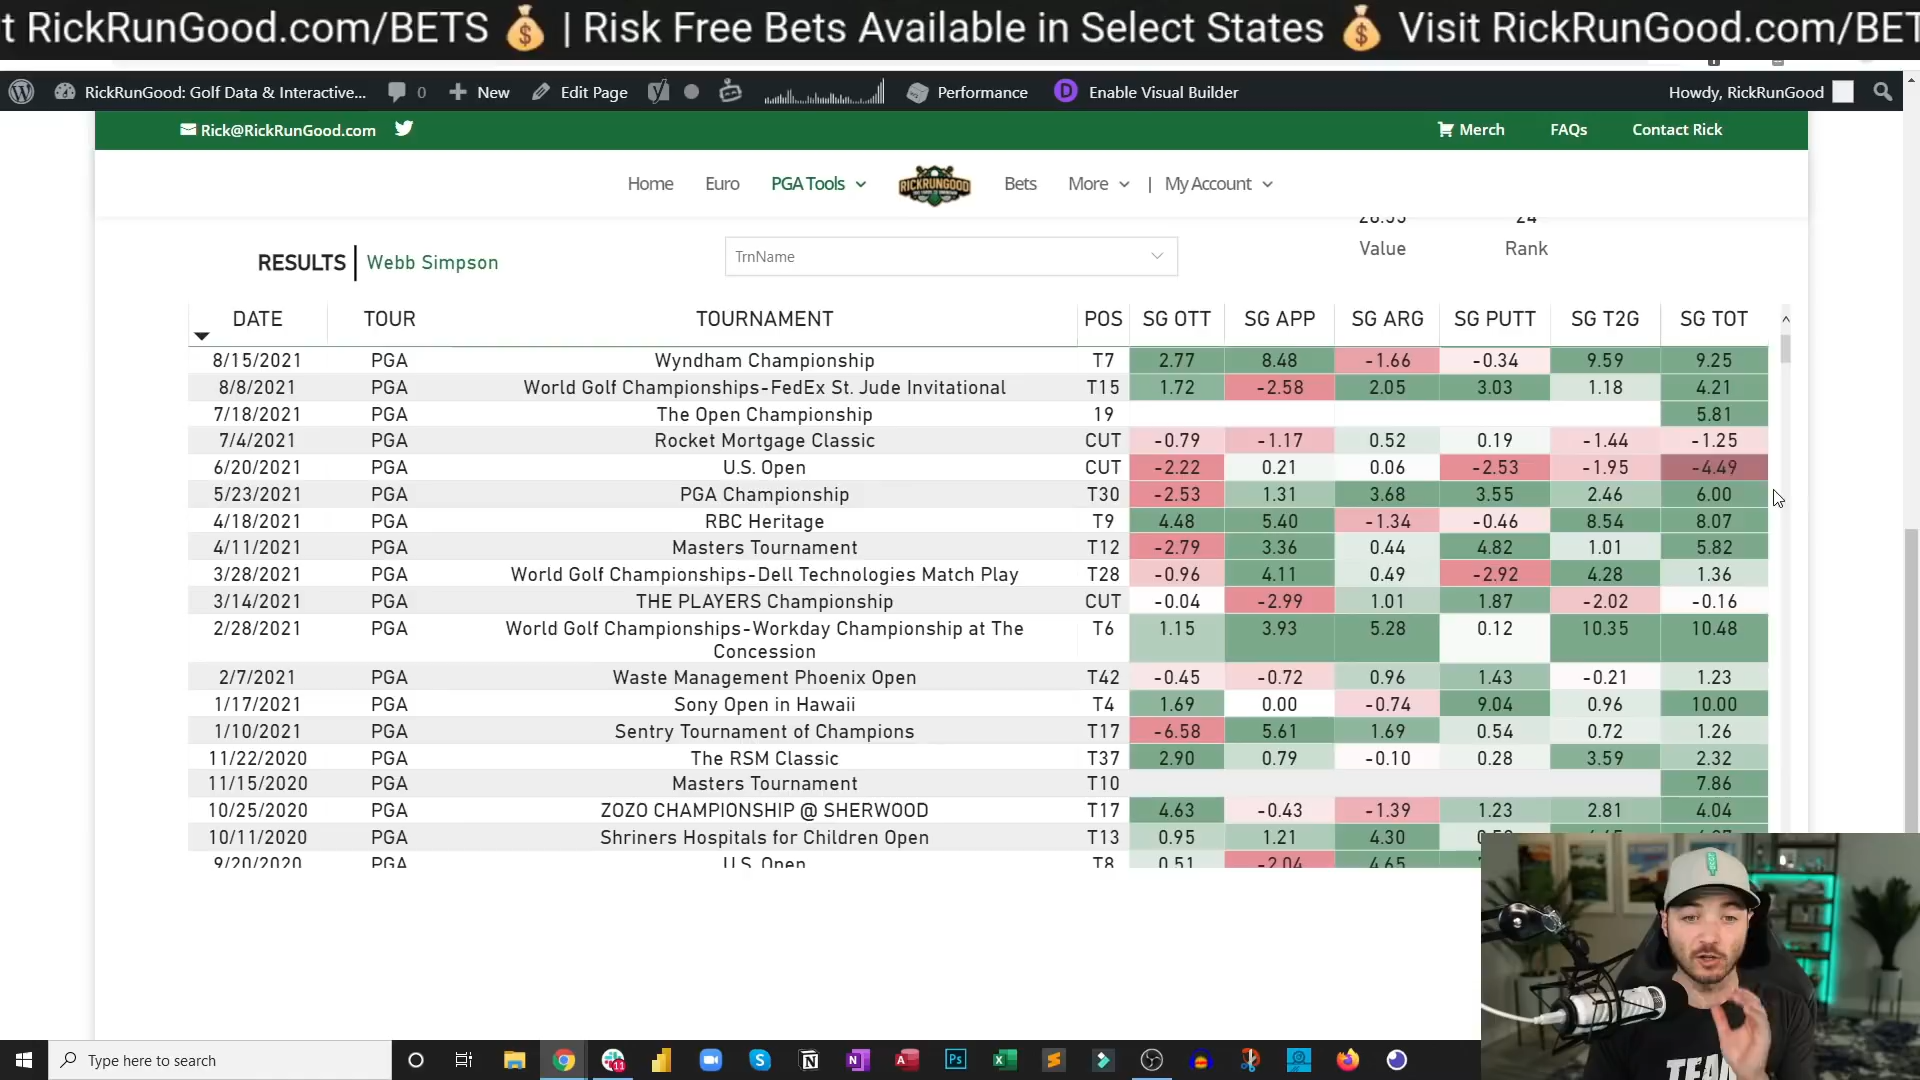 t RickRunGood.com/BETS 💰 | Risk Free Bets Available in Select States 💰 Visit RickRunGood.com/BET
RickRunGood: Golf Data & Interactive... 0 New Edit Page Performance D Enable Visual Builder Howdy, RickRunGood
Rick@RickRunGood.com Merch FAQs Contact Rick
Home Euro PGA Tools RICKRUNGOOD Bets More | My Account
Value Rank
RESULTS | Webb Simpson TrnName
DATE TOUR TOURNAMENT POS SG OTT SG APP SG ARG SG PUTT SG T2G SG TOT
8/15/2021 PGA Wyndham Championship T7 2.77 8.48 -1.66 -0.34 9.59 9.25
8/8/2021 PGA World Golf Championships-FedEx St. Jude Invitational T15 1.72 -2.58 2.05 3.03 1.18 4.21
7/18/2021 PGA The Open Championship 19 5.81
7/4/2021 PGA Rocket Mortgage Classic CUT -0.79 -1.17 0.52 0.19 -1.44 -1.25
6/20/2021 PGA U.S. Open CUT -2.22 0.21 0.06 -2.53 -1.95 -4.49
5/23/2021 PGA PGA Championship T30 -2.53 1.31 3.68 3.55 2.46 6.00
4/18/2021 PGA RBC Heritage T9 4.48 5.40 -1.34 -0.46 8.54 8.07
4/11/2021 PGA Masters Tournament T12 -2.79 3.36 0.44 4.82 1.01 5.82
3/28/2021 PGA World Golf Championships-Dell Technologies Match Play T28 -0.96 4.11 0.49 -2.92 4.28 1.36
3/14/2021 PGA THE PLAYERS Championship CUT -0.04 -2.99 1.01 1.87 -2.02 -0.16
2/28/2021 PGA World Golf Championships-Workday Championship at The T6 1.15 3.93 5.28 0.12 10.35 10.48
Concession
2/7/2021 PGA Waste Management Phoenix Open T42 -0.45 -0.72 0.96 1.43 -0.21 1.23
1/17/2021 PGA Sony Open in Hawaii T4 1.69 0.00 -0.74 9.04 0.96 10.00
1/10/2021 PGA Sentry Tournament of Champions T17 -6.58 5.61 1.69 0.54 0.72 1.26
11/22/2020 PGA The RSM Classic T37 2.90 0.79 -0.10 0.28 3.59 2.32
11/15/2020 PGA Masters Tournament T10 7.86
10/25/2020 PGA ZOZO CHAMPIONSHIP @ SHERWOOD T17 4.63 -0.43 -1.39 1.23 2.81 4.04
10/11/2020 PGA Shriners Hospitals for Children Open T13 0.95 1.21 4.30
9/20/2020 PGA U.S. Open T8 0.51 -2.04 4.65
TEA
Type here to search 11 Ps